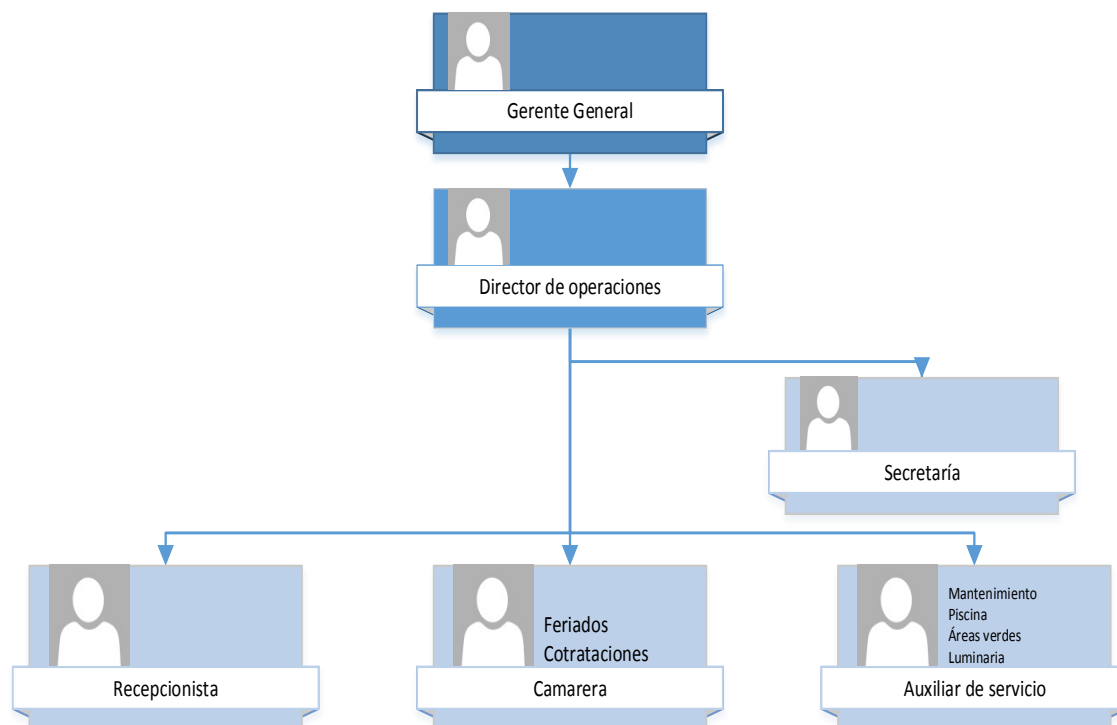 Gerente General
Director de operaciones
Secretaría
Feriados
Cotrataciones
Mantenimiento
Piscina
Áreas verdes
Luminaria
Recepcionista
Camarera
Auxiliar de servicio